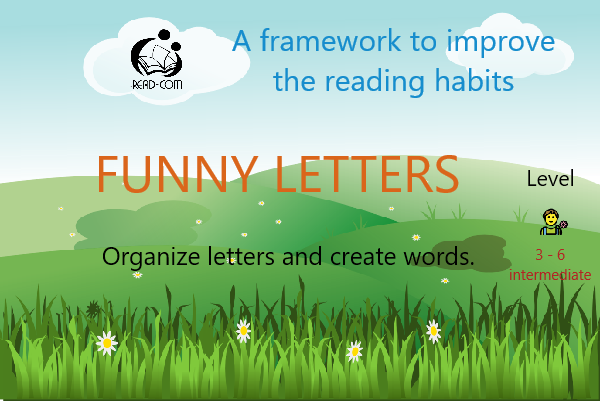 READ-COM
A framework to improve
the reading habits
FUNNY LETTERS
Level
Organize letters and create words.
3 - 6
intermediate